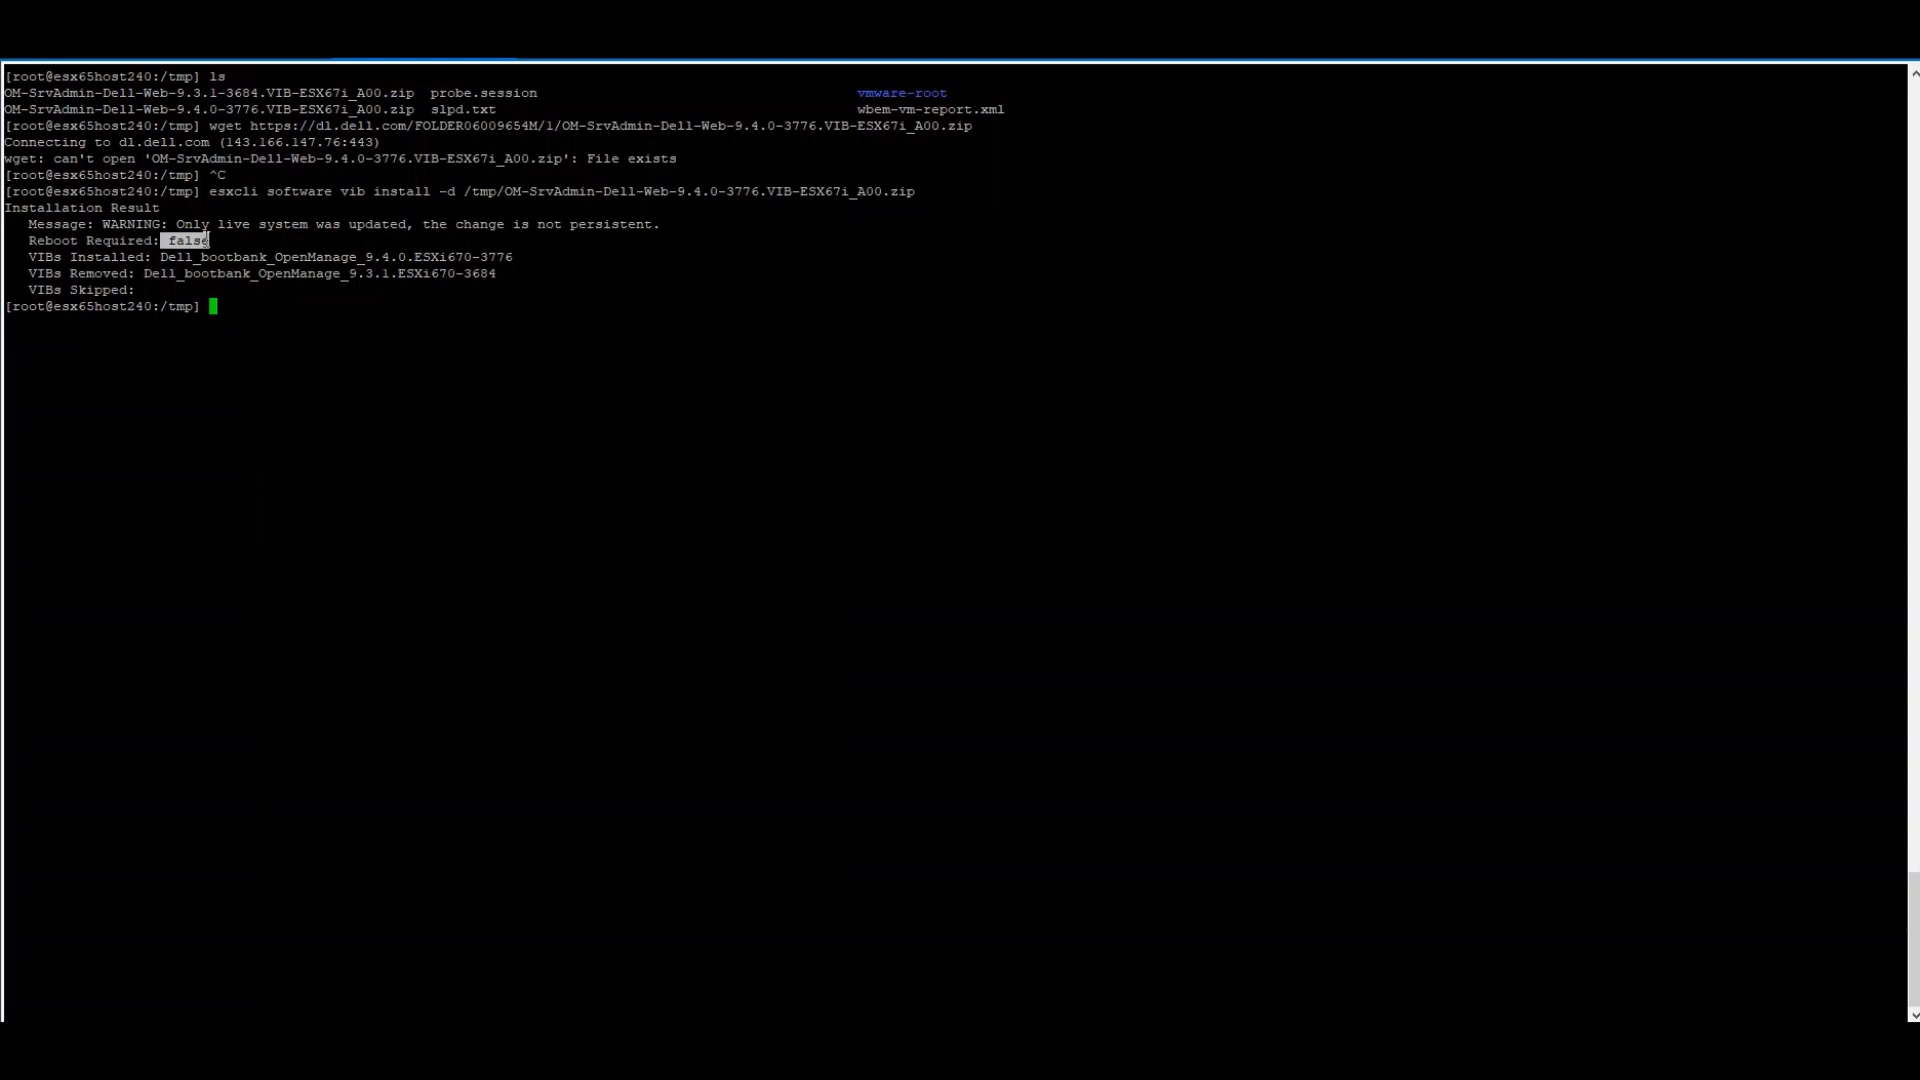 [root@esx65host240:/tmp] ls
OM-SrvAdmin-Dell-Web-9.3.1-3684.VIB-ESX67i_A00.zip  probe.session                                       vmware-root
OM-SrvAdmin-Dell-Web-9.4.0-3776.VIB-ESX67i_A00.zip  slpd.txt                                            wbem-vm-report.xml
[root@esx65host240:/tmp] wget https://dl.dell.com/FOLDER06009654M/1/OM-SrvAdmin-Dell-Web-9.4.0-3776.VIB-ESX67i_A00.zip
Connecting to dl.dell.com (143.166.147.76:443)
wget: can't open 'OM-SrvAdmin-Dell-Web-9.4.0-3776.VIB-ESX67i_A00.zip': File exists
[root@esx65host240:/tmp] ^C
[root@esx65host240:/tmp] esxcli software vib install -d /tmp/OM-SrvAdmin-Dell-Web-9.4.0-3776.VIB-ESX67i_A00.zip
Installation Result
   Message: WARNING: Only live system was updated, the change is not persistent.
   Reboot Required: false
   VIBs Installed: Dell_bootbank_OpenManage_9.4.0.ESXi670-3776
   VIBs Removed: Dell_bootbank_OpenManage_9.3.1.ESXi670-3684
   VIBs Skipped:
[root@esx65host240:/tmp]